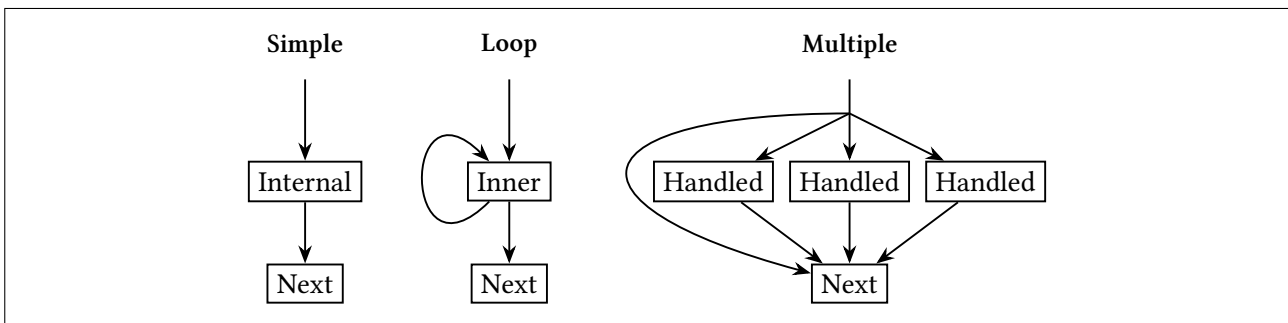 Simple Loop Multiple
Internal Inner Handled Handled Handled
Next Next Next